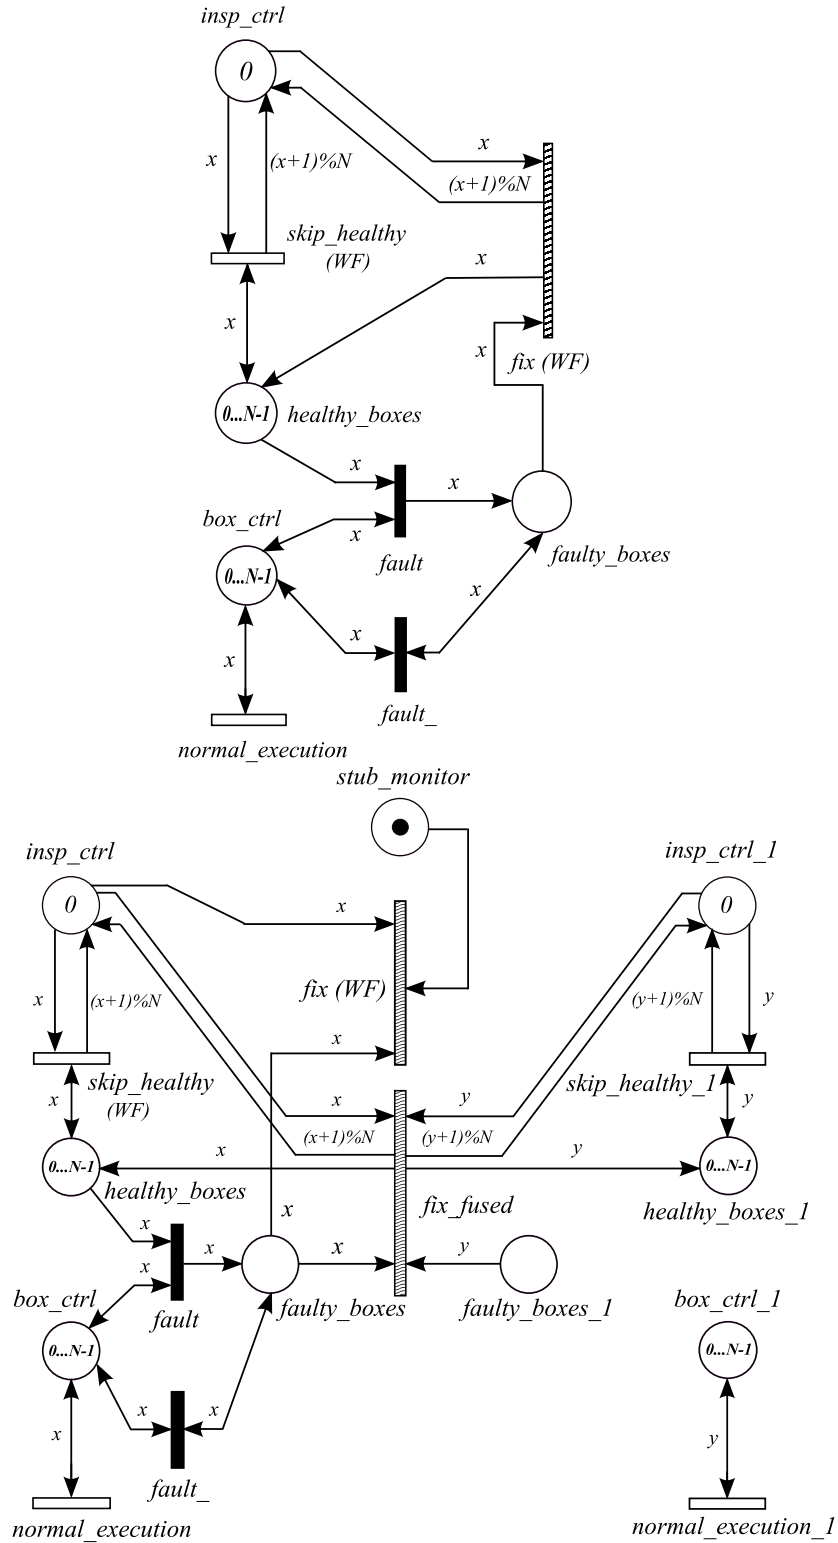 insp_ctrl
0
x
x
(x+1)%N
(x+1)%N
skip_healthy
(WF)
x
x
x
fix (WF)
0...N-1
healthy_boxes
x
x
box_ctrl
x
0...N-1
fault
faulty_boxes
x
x
x
fault_
normal_execution
stub_monitor
insp_ctrl
insp_ctrl_1
0
0
x
fix (WF)
x
(x+1)%N
(y+1)%N
y
x
skip_healthy
(WF)
skip_healthy_1
x
x
y
y
(x+1)%N
(y+1)%N
x
y
0...N-1
0...N-1
healthy_boxes
x
fix_fused
healthy_boxes_1
x
x
x
y
x
box_ctrl
fault
faulty_boxes
faulty_boxes_1
box_ctrl_1
0...N-1
0...N-1
x
x
x
y
fault_
normal_execution
normal_execution_1